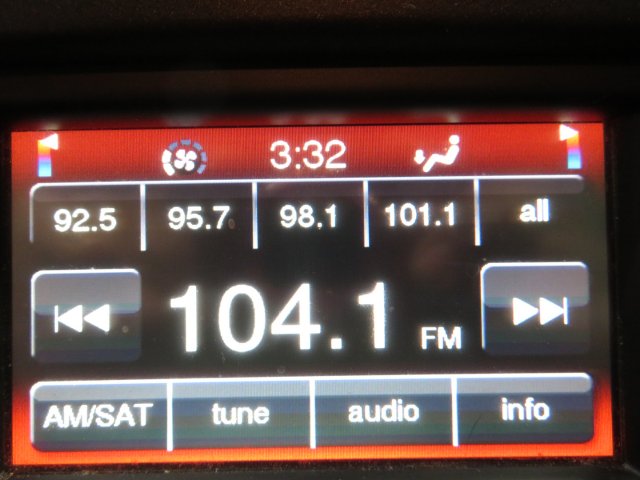 3:32
92.5 95.7 98.1 101.1 all
104.1 FM
AM/SAT tune audio info